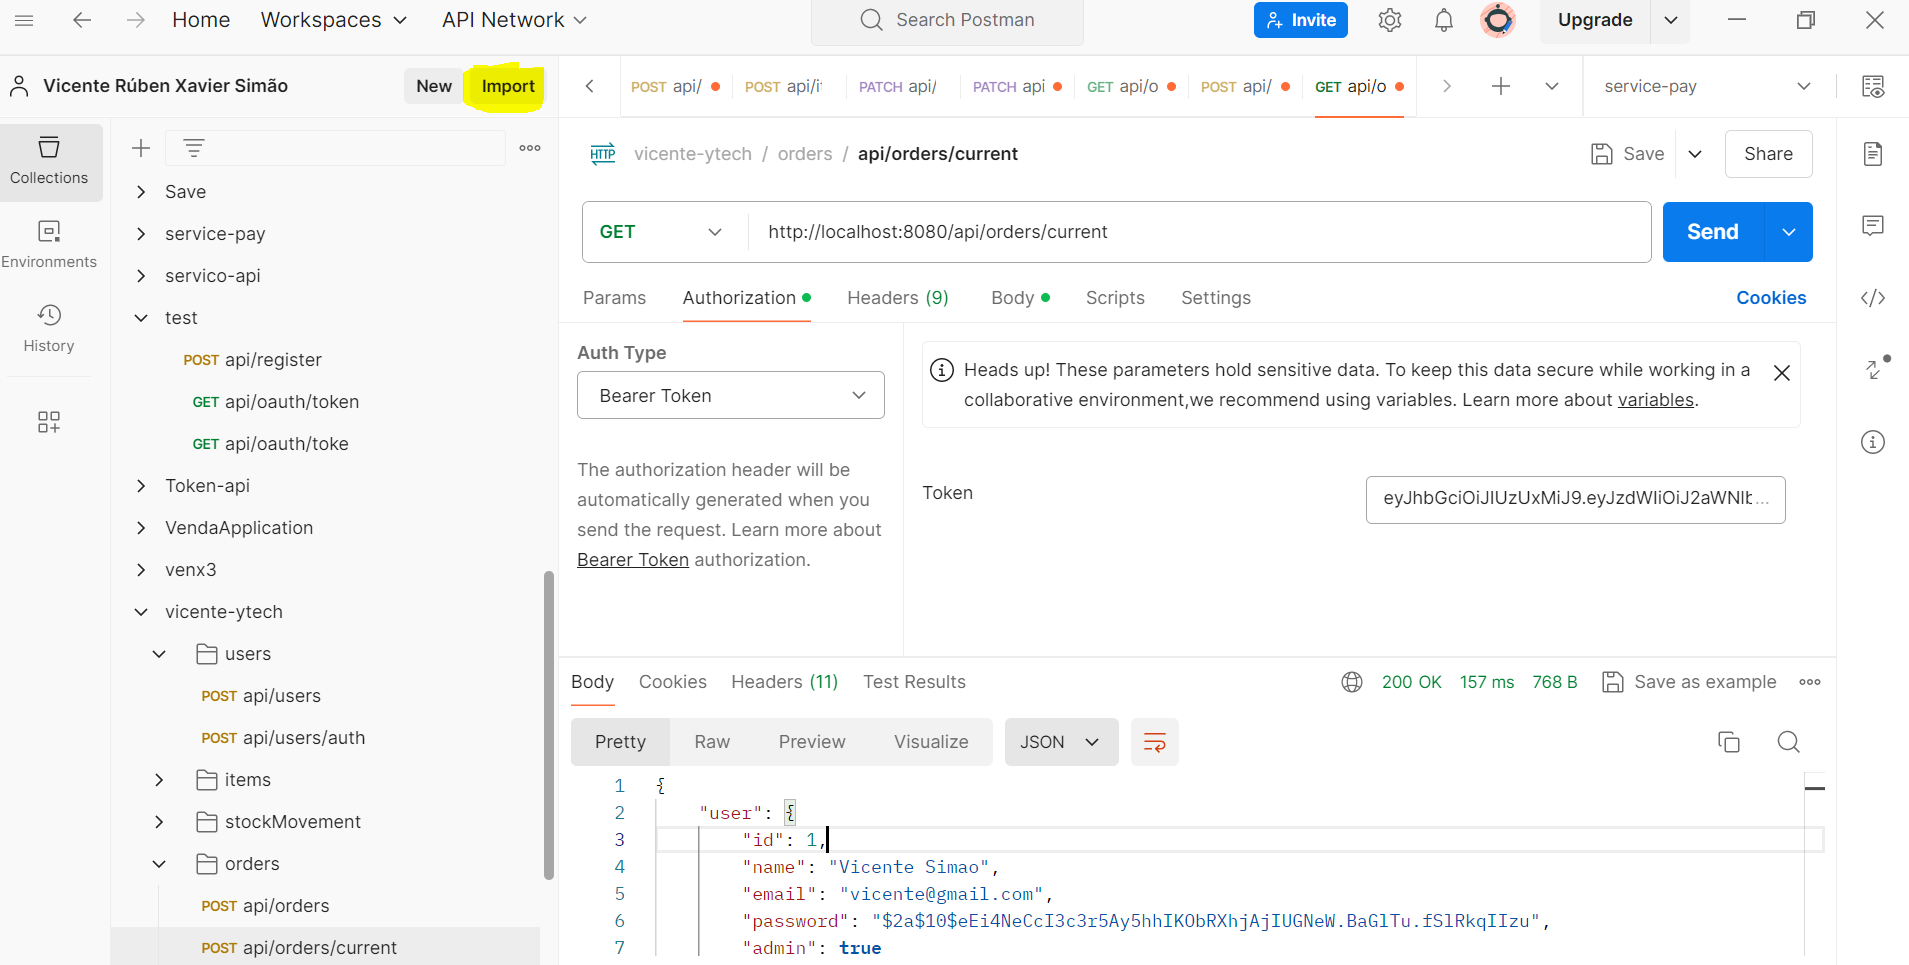 Home Workspaces API Network Search Postman Invite Upgrade
Vicente Rúben Xavier Simão New Import
POST api/ POST api/i PATCH api/ PATCH api GET api/o POST api/ GET api/o service-pay
Collections
Environments
History
Save
service-pay
servico-api
test
POST api/register
GET api/oauth/token
GET api/oauth/toke
Token-api
VendaApplication
venx3
vicente-ytech
users
POST api/users
POST api/users/auth
items
stockMovement
orders
POST api/orders
POST api/orders/current
HTTP vicente-ytech / orders / api/orders/current Save Share
GET http://localhost:8080/api/orders/current Send
Params Authorization Headers (9) Body Scripts Settings Cookies
Auth Type
Bearer Token
The authorization header will be
automatically generated when you
send the request. Learn more about
Bearer Token authorization.
Heads up! These parameters hold sensitive data. To keep this data secure while working in a
collaborative environment,we recommend using variables. Learn more about variables.
Token eyJhbGciOiJIUzUxMiJ9.eyJzdWIiOiJ2aWNlb...
Body Cookies Headers (11) Test Results 200 OK 157 ms 768 B Save as example
Pretty Raw Preview Visualize JSON
1 {
2 "user": {
3 "id": 1,
4 "name": "Vicente Simao",
5 "email": "vicente@gmail.com",
6 "password": "$2a$10$eEi4NeCcI3c3r5Ay5hhIKObRXhjAjIUGNeW.BaGlTu.fSlRkqIIzu",
7 "admin": true